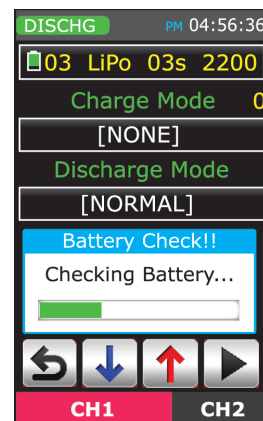 DISCHG PM 04:56:36
03 LiPo 03s 2200
Charge Mode 0
[NONE]
Discharge Mode
[NORMAL]
Battery Check!!
Checking Battery...
CH1 CH2